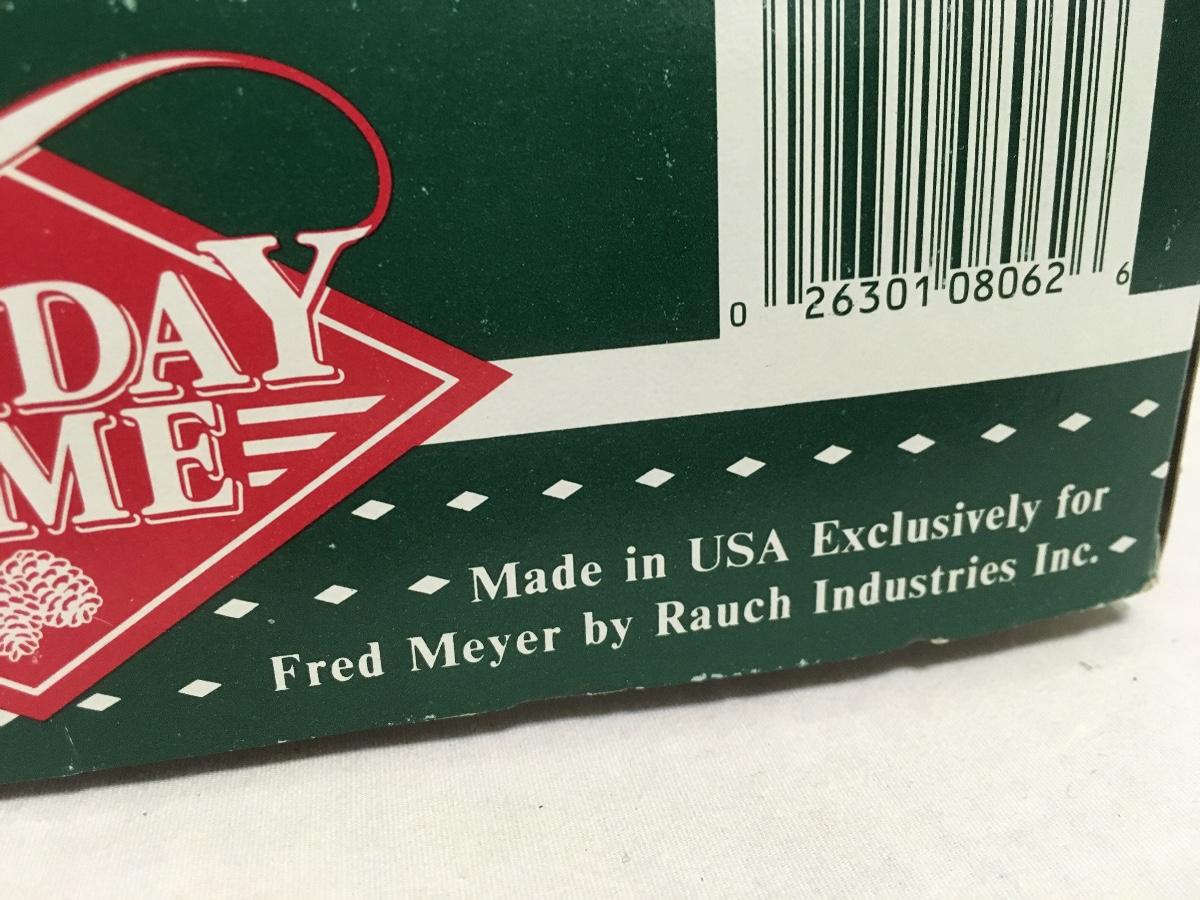 DAY
ME
0 26301 08062 6
Made in USA Exclusively for
Fred Meyer by Rauch Industries Inc.